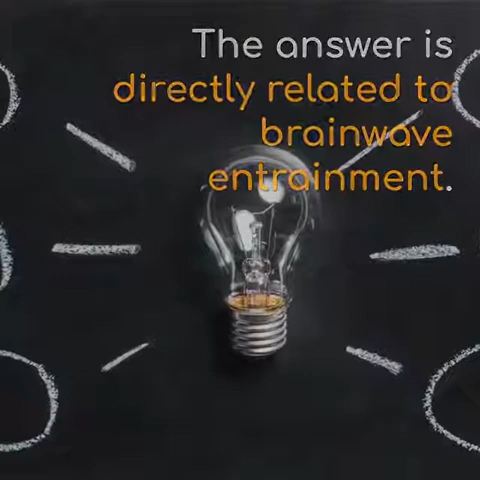 The answer is
directly related to
brainwave
entrainment.